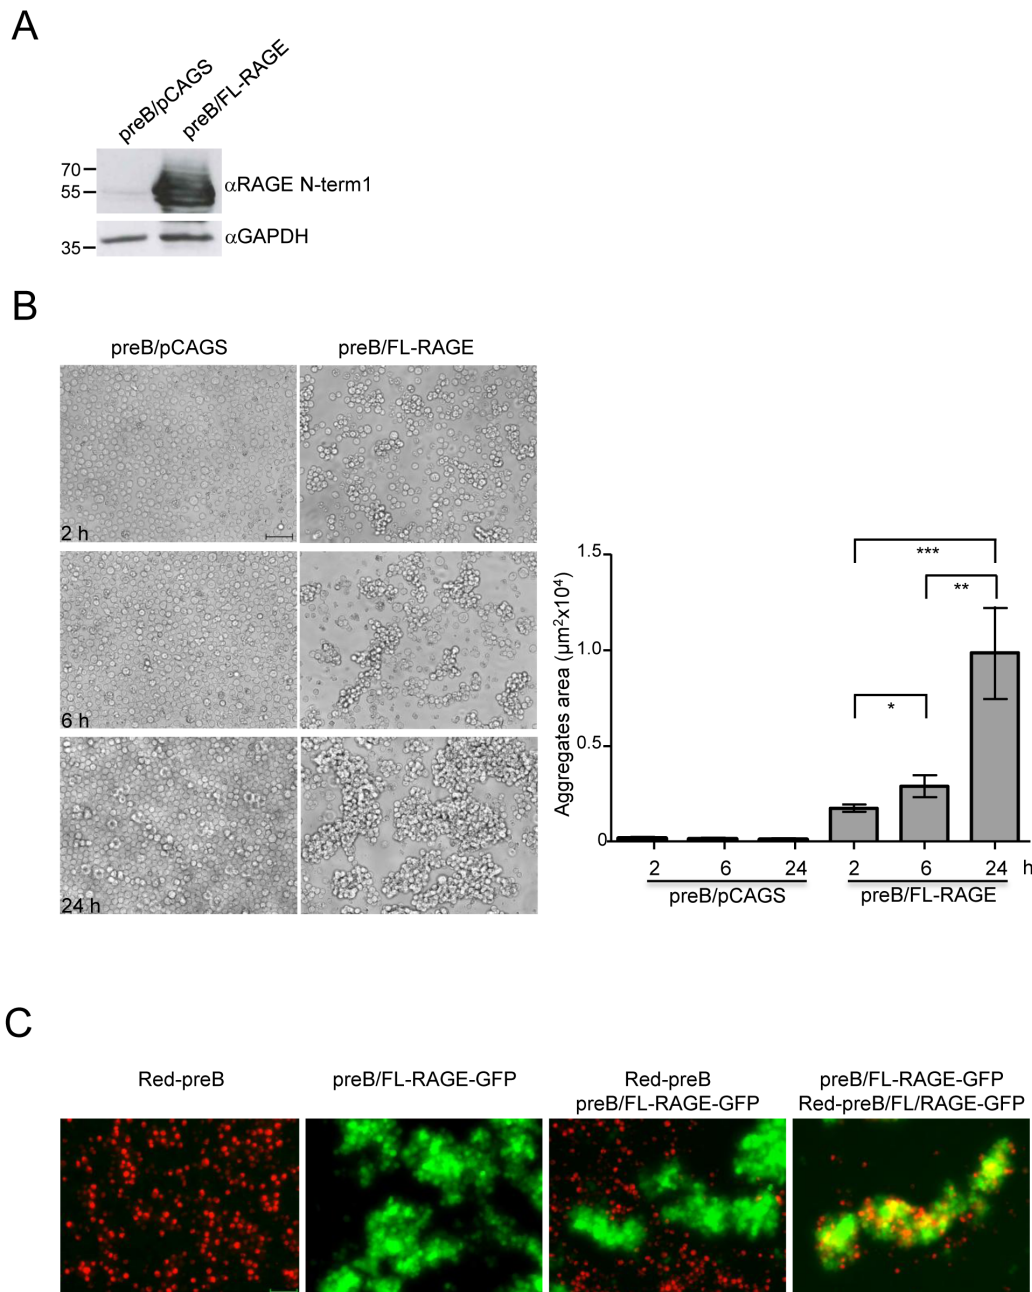 A
preB/pCAGS
preB/FL-RAGE
70
55
αRAGE N-term1
35
αGAPDH
B
preB/pCAGS
preB/FL-RAGE
2 h
6 h
24 h
Aggregates area (µm²x10⁴)
1.5
1.0
0.5
0
***
**
*
2
6
24
2
6
24
h
preB/pCAGS
preB/FL-RAGE
C
Red-preB
preB/FL-RAGE-GFP
Red-preB
preB/FL-RAGE-GFP
preB/FL-RAGE-GFP
Red-preB/FL/RAGE-GFP